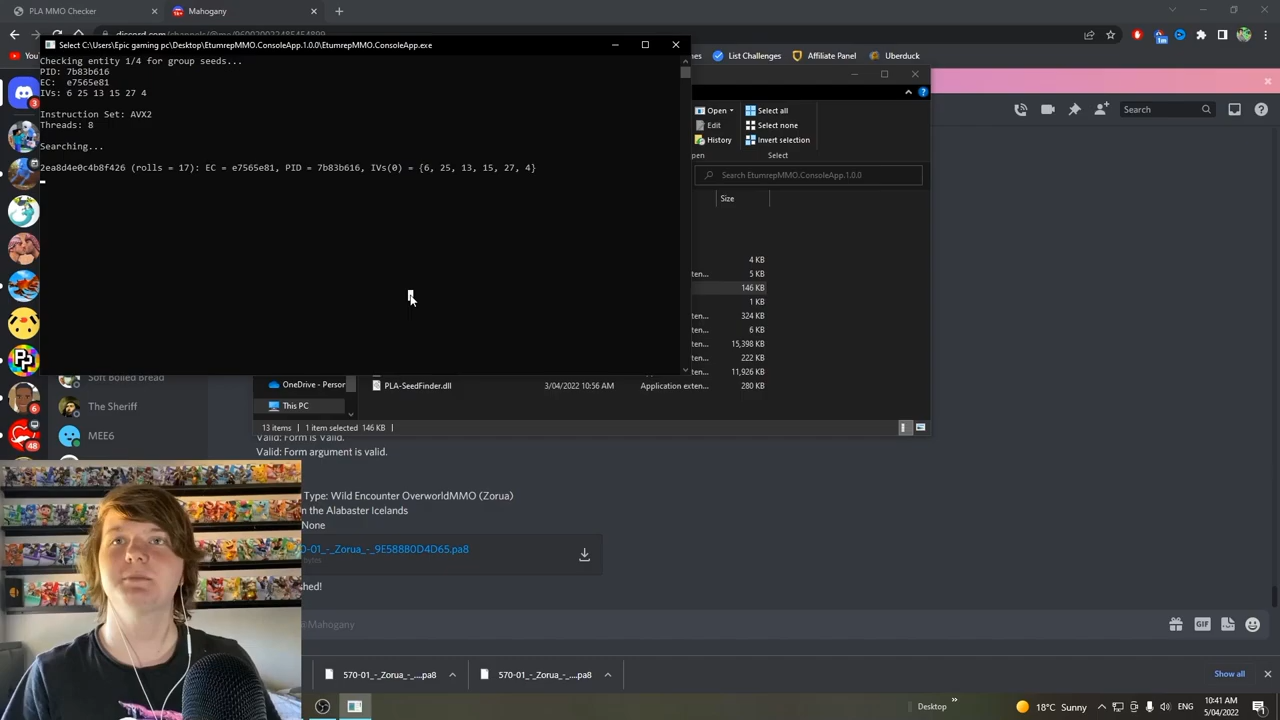 PLA MMO Checker
Mahogany
List Challenges
Affiliate Panel
Uberduck
Select C:\Users\Epic gaming pc\Desktop\EtumrepMMO.ConsoleApp.1.0.0\EtumrepMMO.ConsoleApp.exe
Checking entity 1/4 for group seeds...
PID: 7b83b616
EC: e7565e81
IVs: 6 25 13 15 27 4
Instruction Set: AVX2
Threads: 8
Searching...
2ea8d4e0c4b8f426 (rolls = 17): EC = e7565e81, PID = 7b83b616, IVs(0) = {6, 25, 13, 15, 27, 4}
Open
Select all
Edit
Select none
History
Invert selection
Select
Search
Search EtumrepMMO.ConsoleApp.1.0.0
Size
4 KB
5 KB
146 KB
1 KB
324 KB
6 KB
15,398 KB
222 KB
11,926 KB
OneDrive - Person
PLA-SeedFinder.dll
3/04/2022 10:56 AM
Application exten...
280 KB
This PC
13 items
1 item selected 146 KB
Soft Boiled Bread
The Sheriff
MEE6
3
6
48
Valid: Form is Valid.
Valid: Form argument is valid.
Type: Wild Encounter OverworldMMO (Zorua)
n the Alabaster Icelands
None
0-01_-_Zorua_-_9E58880D4D65.pa8
hed!
@Mahogany
GIF
570-01_-_Zorua_-_....pa8
570-01_-_Zorua_-_....pa8
Show all
Desktop
18°C Sunny
10:41 AM
5/04/2022